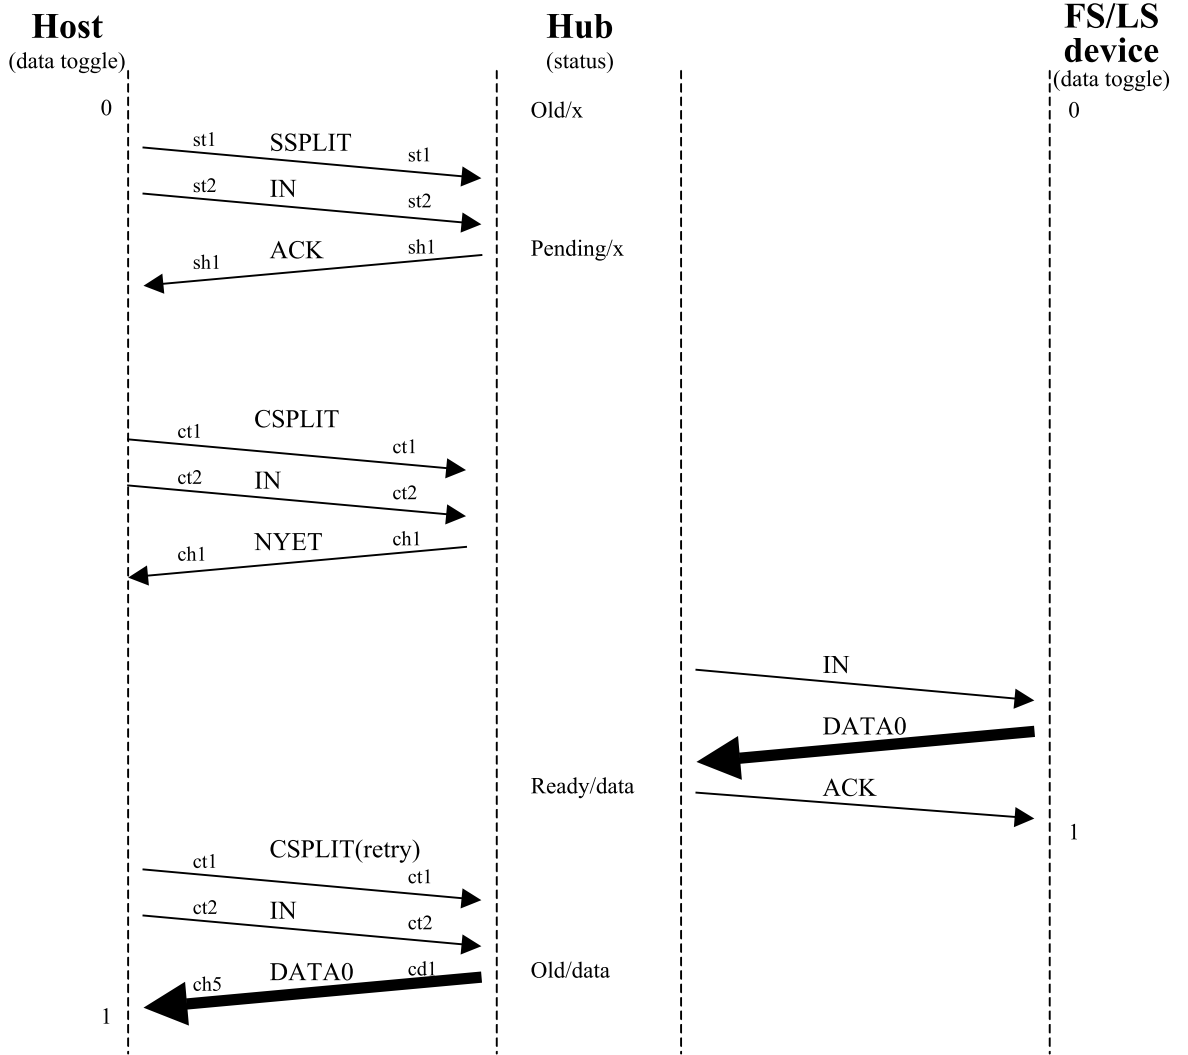 Host
(data toggle)
Hub
(status)
FS/LS
device
(data toggle)
0
Old/x
0
st1
SSPLIT
st1
st2
IN
st2
sh1
ACK
sh1
Pending/x
ct1
CSPLIT
ct1
ct2
IN
ct2
ch1
NYET
ch1
IN
DATA0
Ready/data
ACK
1
ct1
CSPLIT(retry)
ct1
ct2
IN
ct2
ch5
DATA0
cd1
Old/data
1